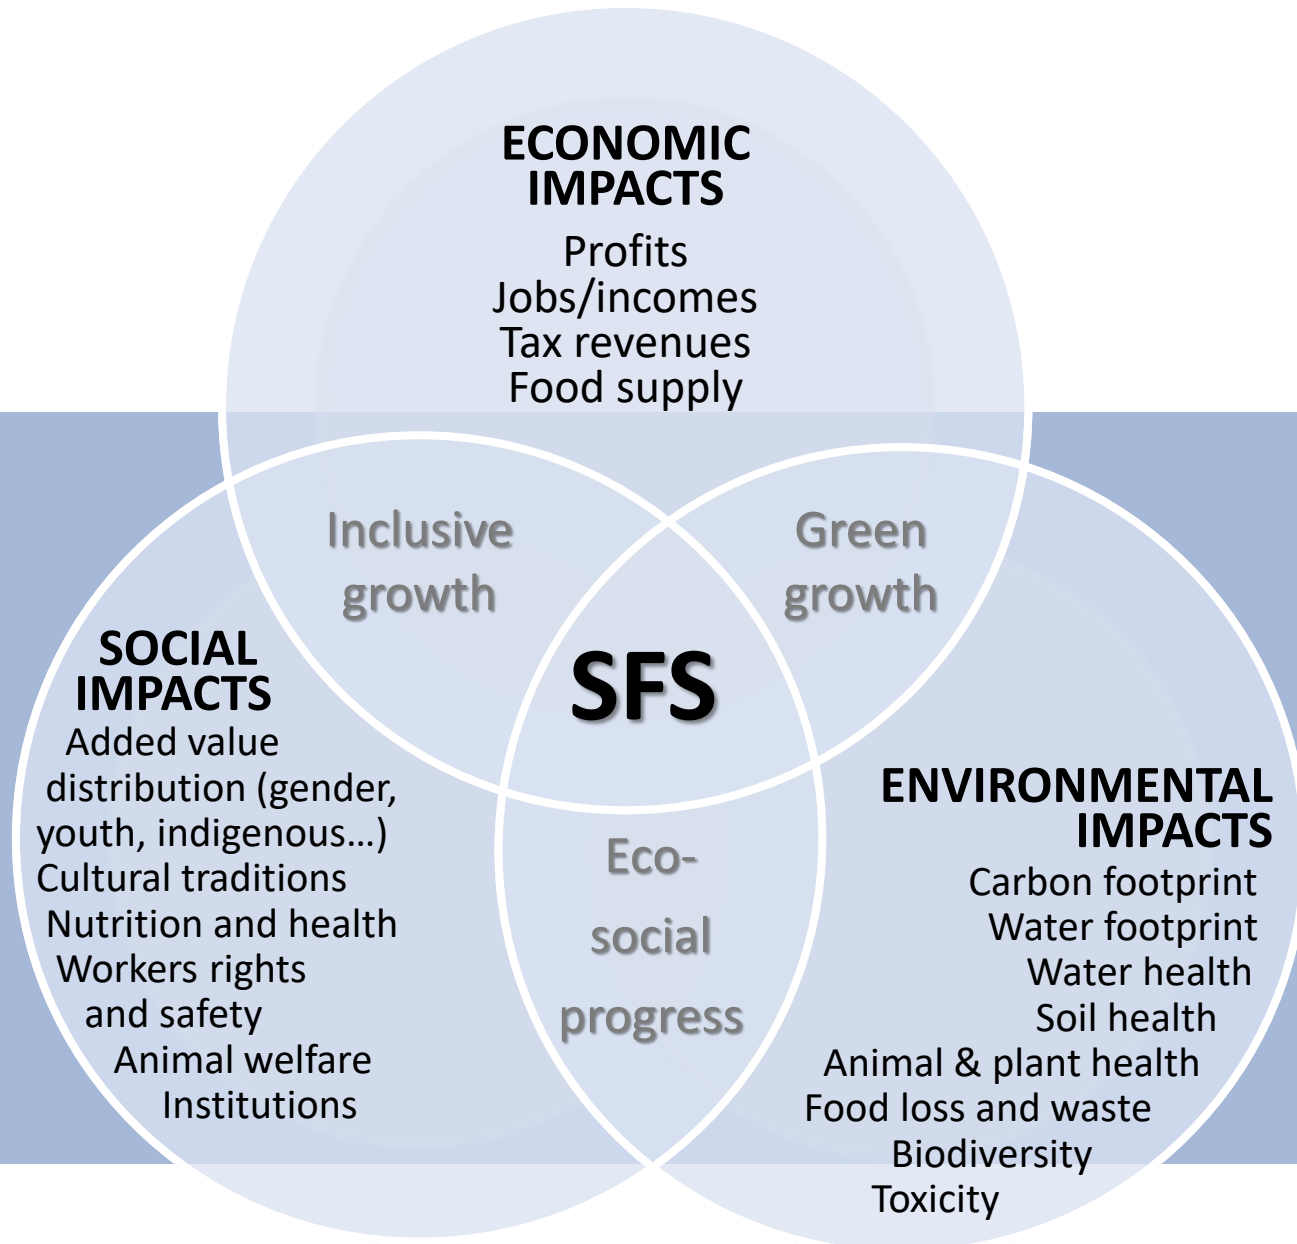 ECONOMIC
IMPACTS
Profits
Jobs/incomes
Tax revenues
Food supply
Inclusive
growth
Green
growth
SFS
SOCIAL
IMPACTS
Added value
distribution (gender,
youth, indigenous...)
Cultural traditions
Nutrition and health
Workers rights
and safety
Animal welfare
Institutions
Eco-
social
progress
ENVIRONMENTAL
IMPACTS
Carbon footprint
Water footprint
Water health
Soil health
Animal & plant health
Food loss and waste
Biodiversity
Toxicity